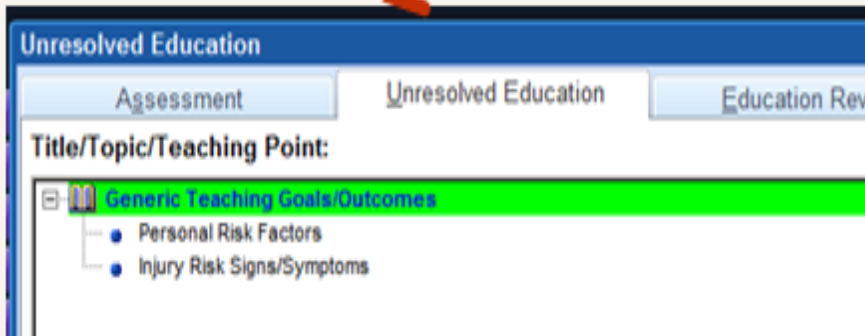 Unresolved Education
Assessment Unresolved Education Education Rev
Title/Topic/Teaching Point:
Generic Teaching Goals/Outcomes
Personal Risk Factors
Injury Risk Signs/Symptoms